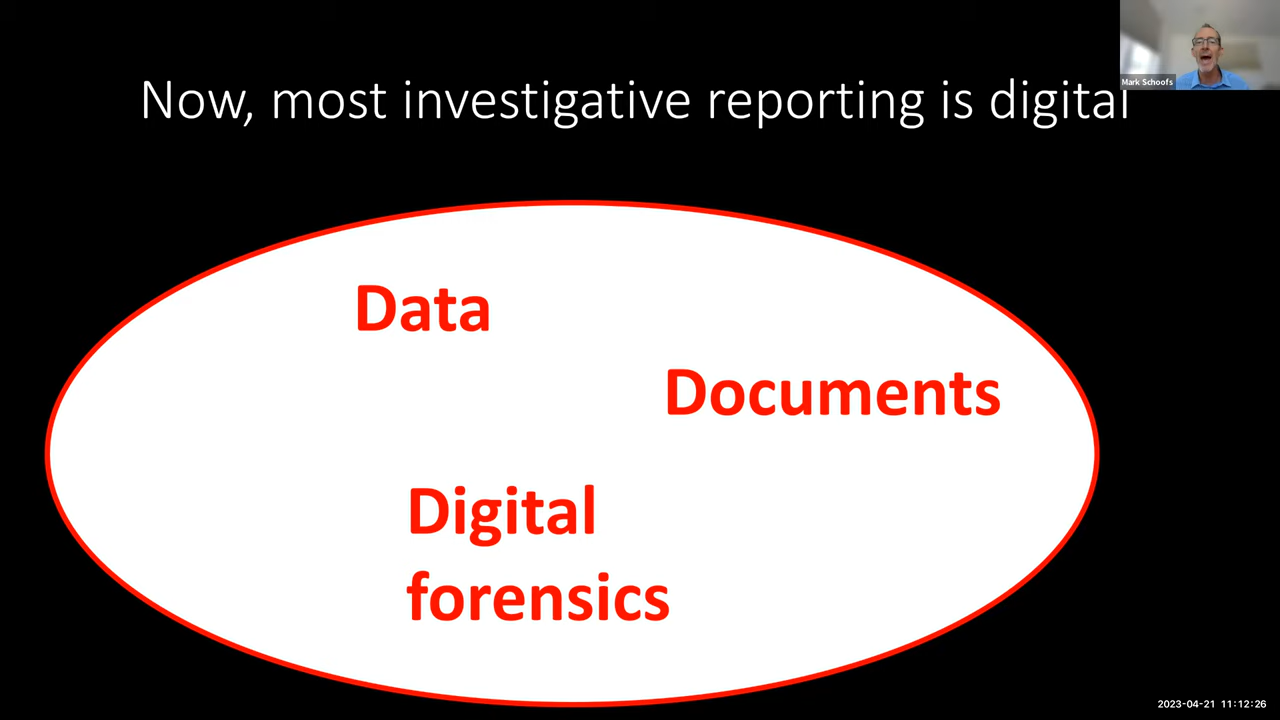 Mark Schoofs
Now, most investigative reporting is digital
Data
Documents
Digital
forensics
2023-04-21 11:12:26